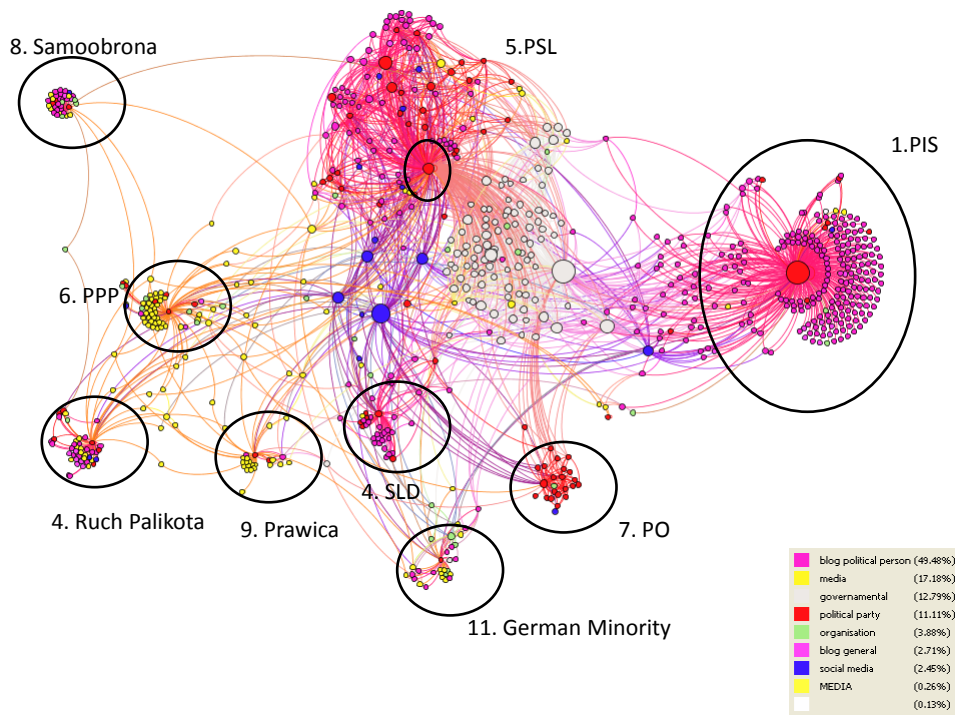 8. Samoobrona
5.PSL
1.PIS
6. PPP
4. Ruch Palikota
9. Prawica
4. SLD
7. PO
11. German Minority
blog political person (49.48%)
media (17.18%)
governamental (12.79%)
political party (11.11%)
organisation (3.88%)
blog general (2.71%)
social media (2.45%)
MEDIA (0.26%)
(0.13%)